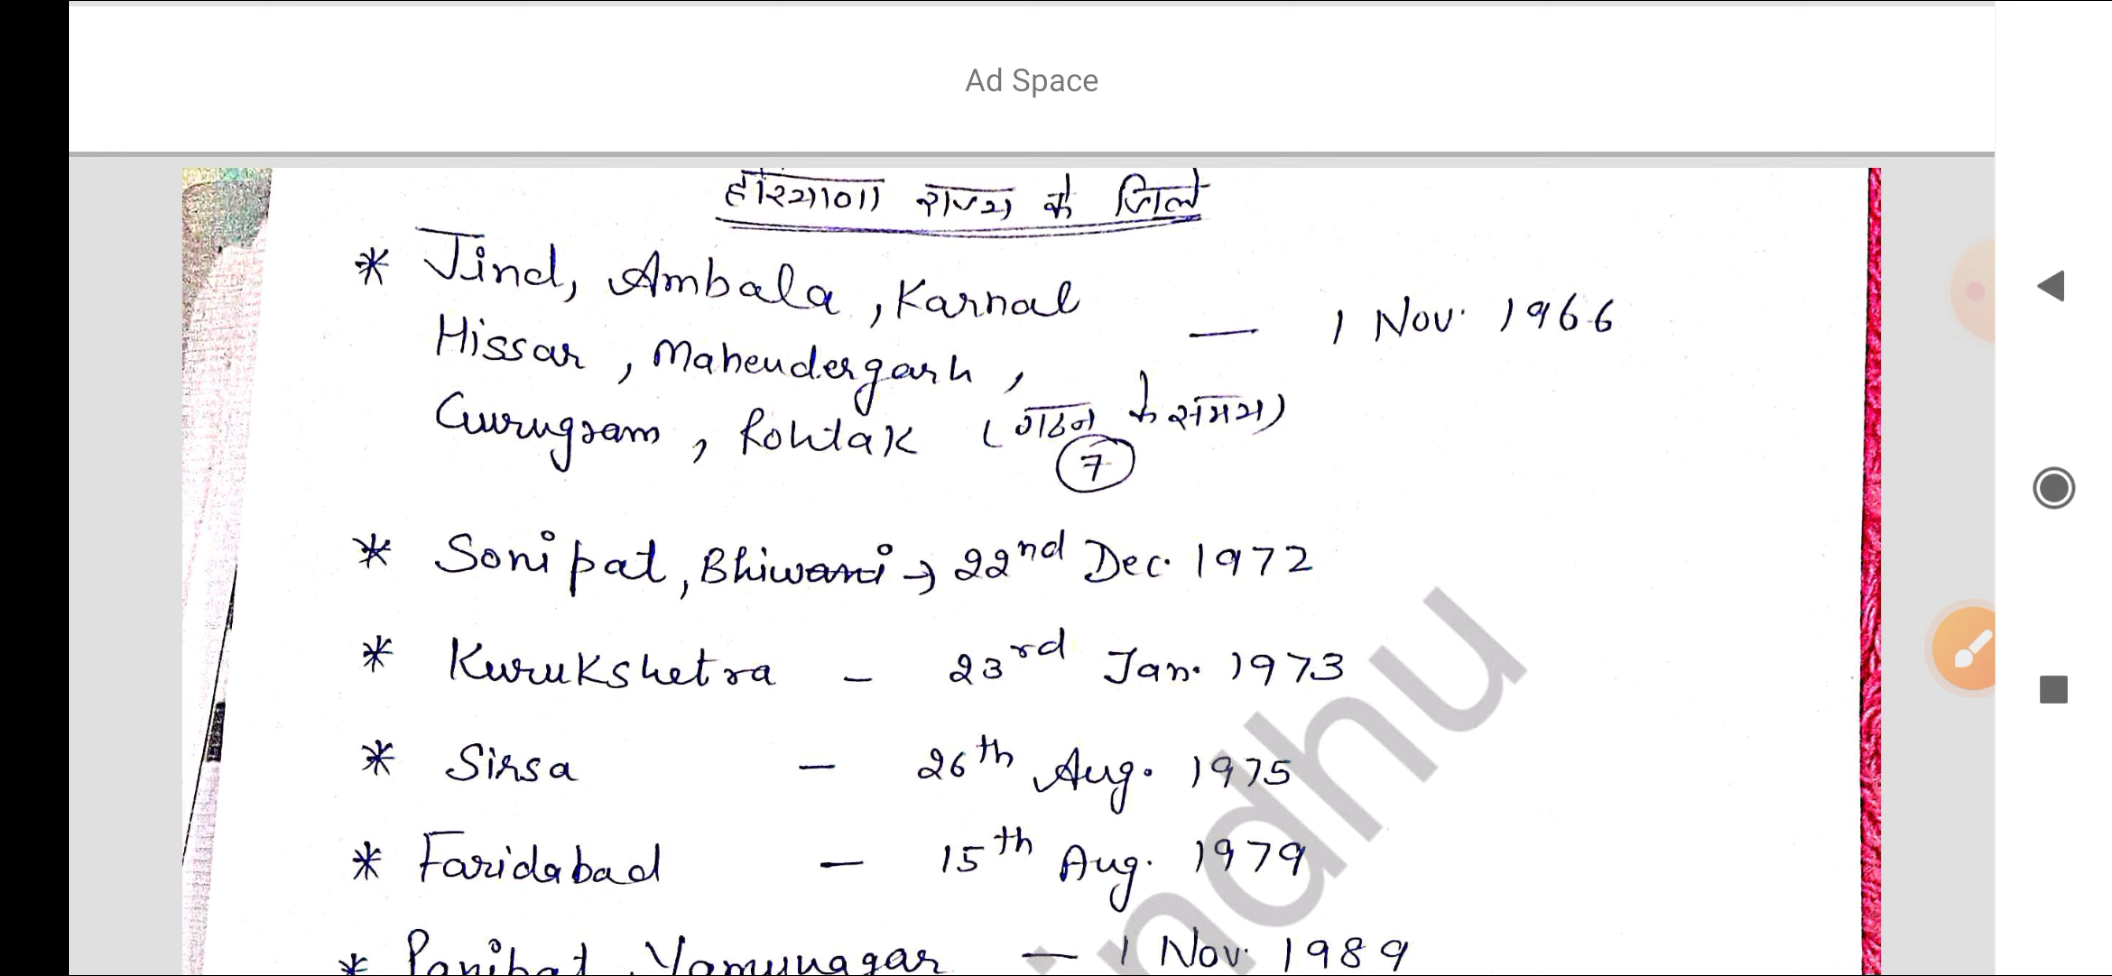 Ad Space
हरियाणा राज्य के जिले
* Jind, Ambala, Karnal
Hissar, Mahendergarh, — 1 Nov. 1966
Gurugram, Rohtak (गठन के समय)
7
* Sonipat, Bhiwani → 22nd Dec. 1972
* Kurukshetra - 23rd Jan. 1973
* Sirsa — 26th Aug. 1975
* Faridabad — 15th Aug. 1979
* Panipat, Yamunagar — 1 Nov. 1989
indhu